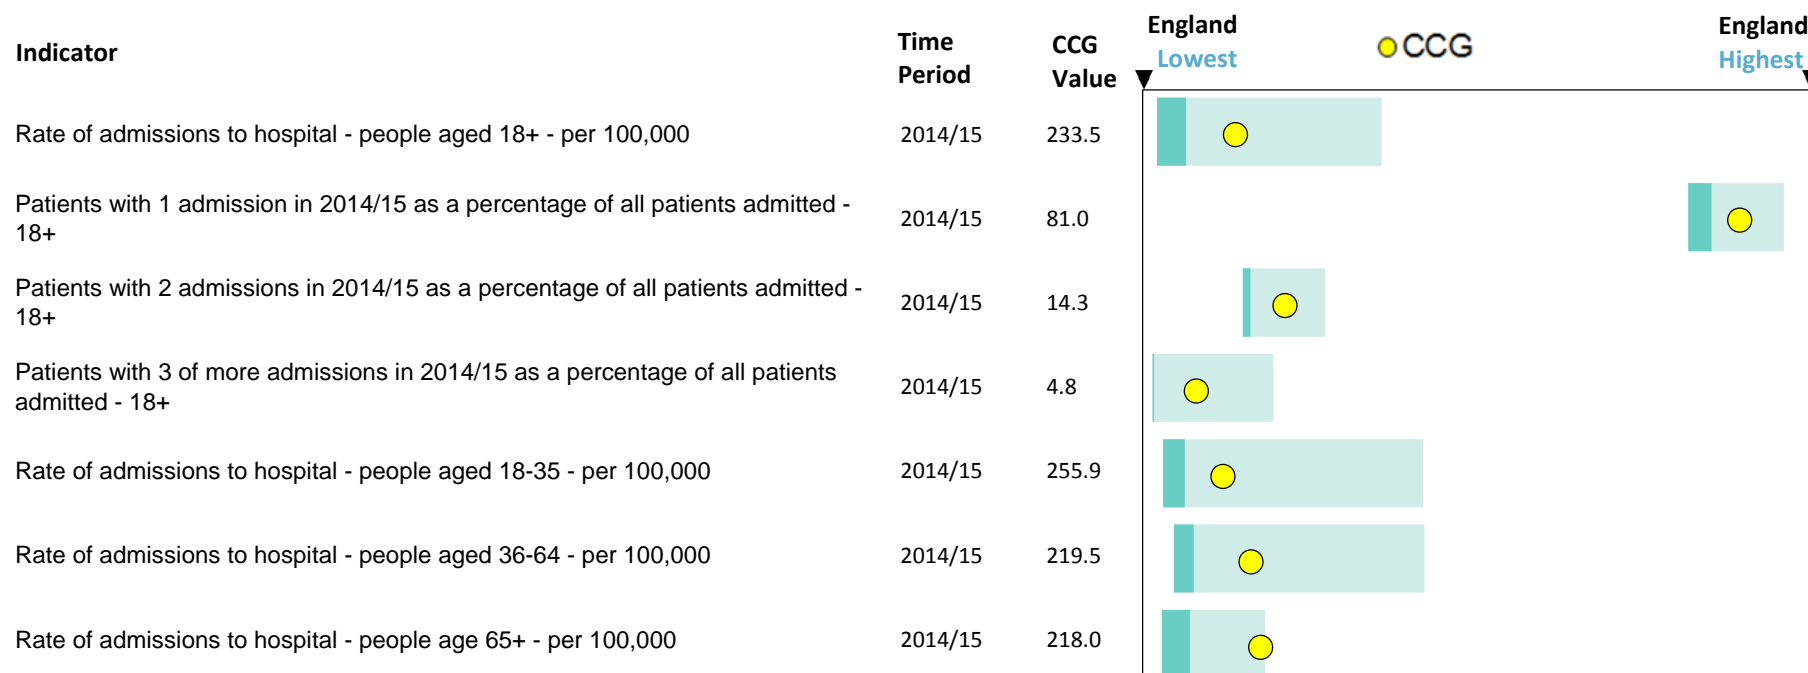 Indicator
Time Period
CCG Value
England Lowest
CCG
England Highest
Rate of admissions to hospital - people aged 18+ - per 100,000 2014/15 233.5
Patients with 1 admission in 2014/15 as a percentage of all patients admitted -
18+
2014/15 81.0
Patients with 2 admissions in 2014/15 as a percentage of all patients admitted -
18+
2014/15 14.3
Patients with 3 of more admissions in 2014/15 as a percentage of all patients
admitted - 18+
2014/15 4.8
Rate of admissions to hospital - people aged 18-35 - per 100,000 2014/15 255.9
Rate of admissions to hospital - people aged 36-64 - per 100,000 2014/15 219.5
Rate of admissions to hospital - people age 65+ - per 100,000 2014/15 218.0